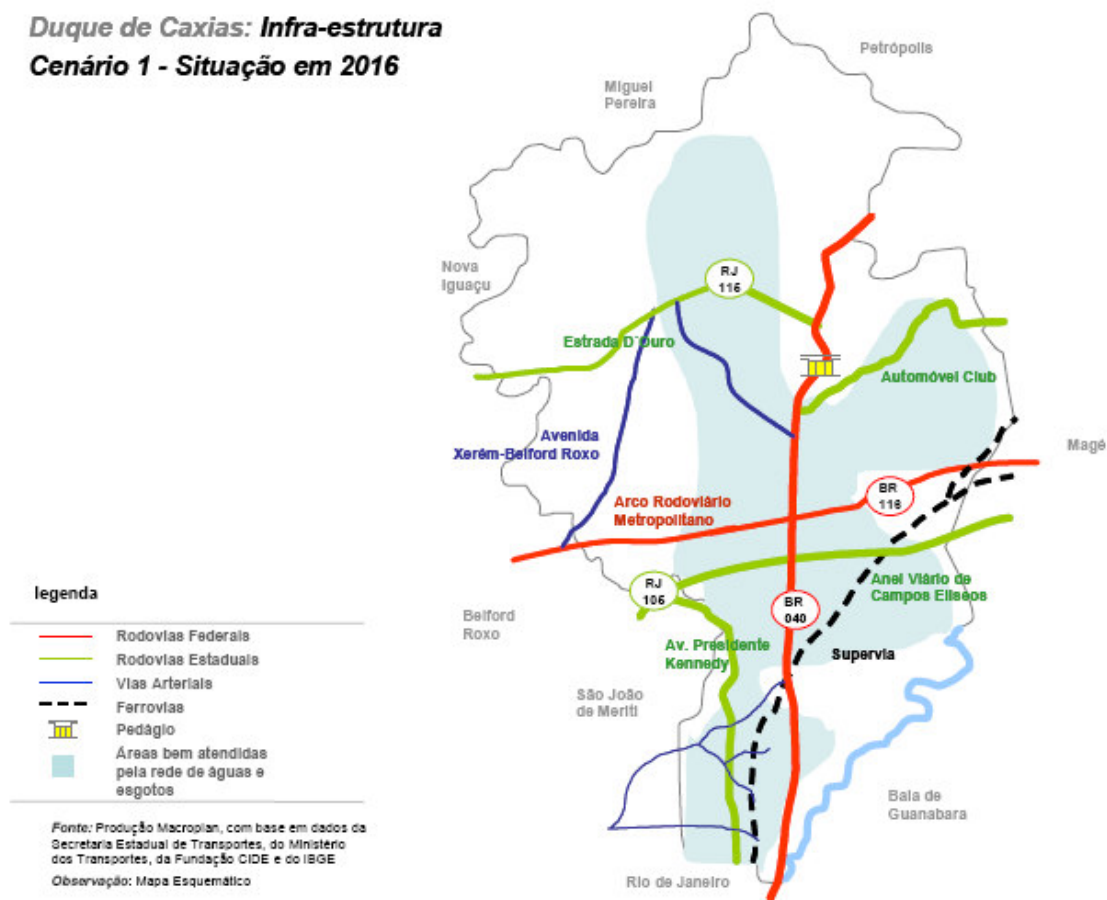 Duque de Caxias: Infra-estrutura
Cenário 1 - Situação em 2016
Petrópolis
Miguel
Pereira
Nova
Iguaçu
RJ
115
Estrada D´Ouro
Automóvel Club
Avenida
Xerém-Belford Roxo
Magé
Arco Rodoviário
Metropolitano
BR
116
RJ
105
Anel Viário de
Campos Elíseos
BR
040
Belford
Roxo
Av. Presidente
Kennedy
Supervia
São João
de Meriti
Baía de
Guanabara
Rio de Janeiro
legenda
Rodovias Federais
Rodovias Estaduais
Vias Arteriais
Ferrovias
Pedágio
Áreas bem atendidas
pela rede de águas e
esgotos
Fonte: Produção Macroplan, com base em dados da
Secretaria Estadual de Transportes, do Ministério
dos Transportes, da Fundação CIDE e do IBGE
Observação: Mapa Esquemático